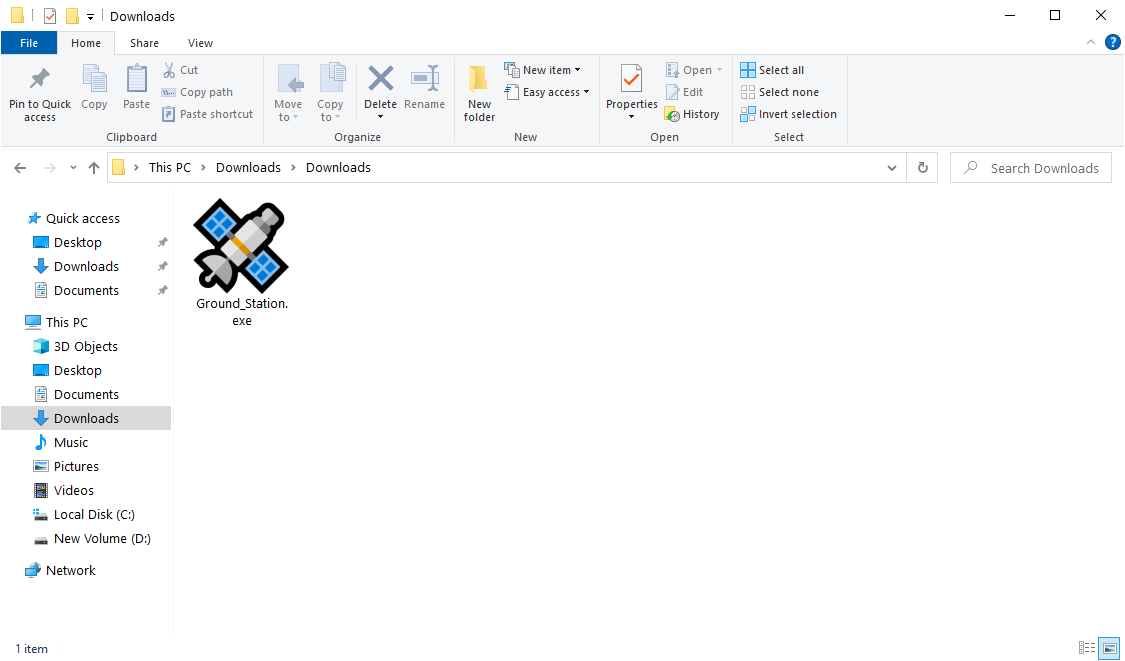 Downloads
File Home Share View
?
Pin to Quick access
Copy
Paste
Cut
Copy path
Paste shortcut
Clipboard
Move to
Copy to
Delete
Rename
Organize
New folder
New item
Easy access
New
Properties
Open
Edit
History
Open
Select all
Select none
Invert selection
Select
This PC > Downloads > Downloads
Search Downloads
Quick access
Desktop
Downloads
Documents
This PC
3D Objects
Desktop
Documents
Downloads
Music
Pictures
Videos
Local Disk (C:)
New Volume (D:)
Network
Ground_Station.
exe
1 item